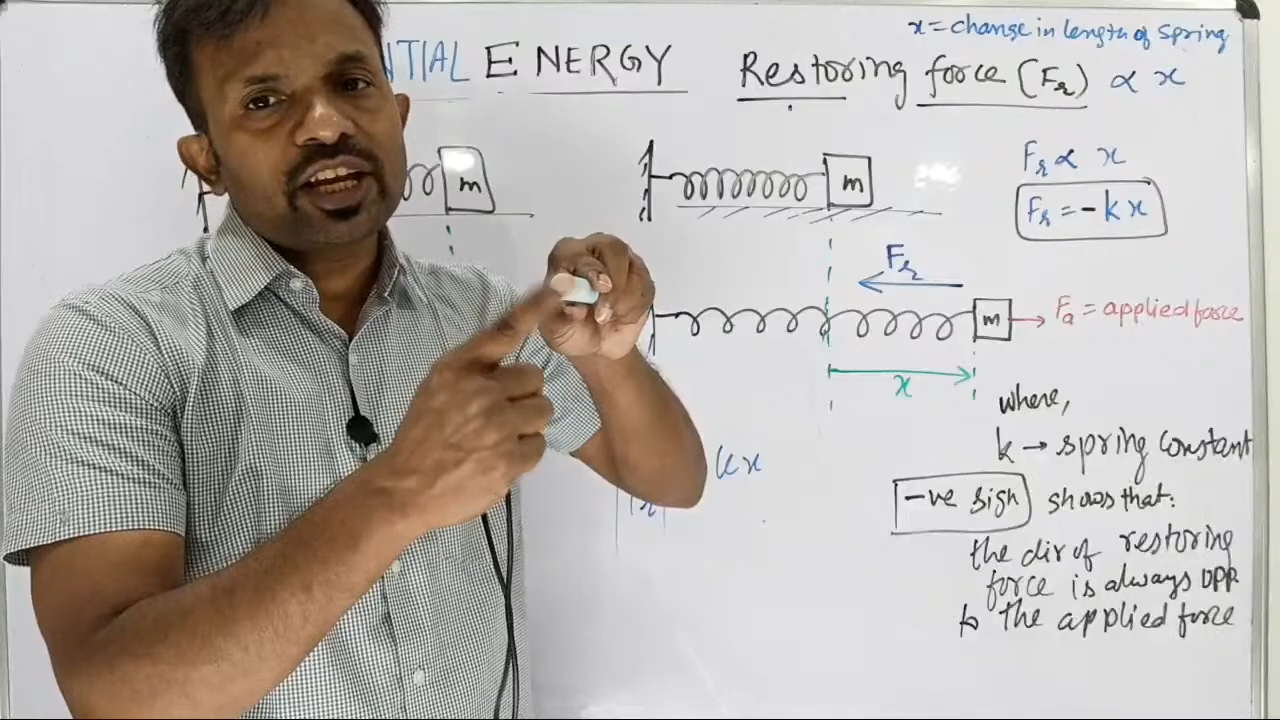 x = change in length of spring
NTIAL ENERGY
Restoring force (Fr) ∝ x
m
m
Fr ∝ x
Fr = -kx
Fr
m
Fa = applied force
x
where,
k → spring constant
kx
-ve sign shows that:
the dir of restoring
force is always OPP
to the applied force